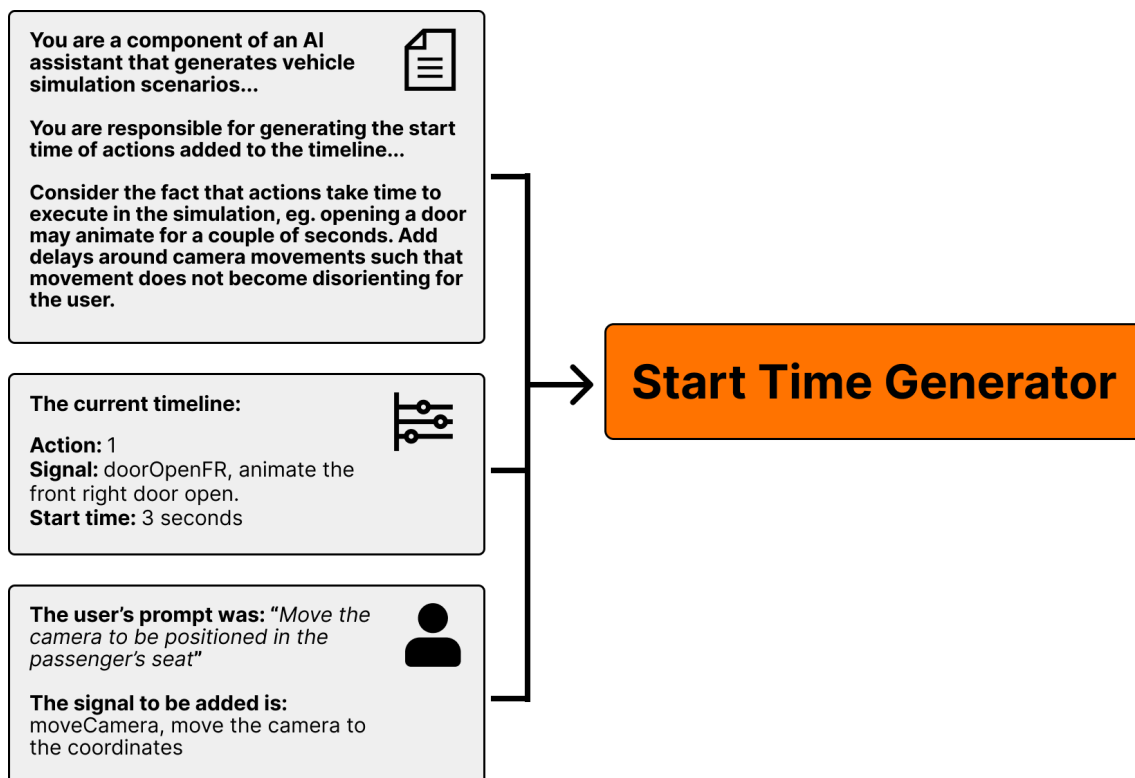 You are a component of an AI
assistant that generates vehicle
simulation scenarios...
You are responsible for generating the start
time of actions added to the timeline...
Consider the fact that actions take time to
execute in the simulation, eg. opening a door
may animate for a couple of seconds. Add
delays around camera movements such that
movement does not become disorienting for
the user.
The current timeline:
Action: 1
Signal: doorOpenFR, animate the
front right door open.
Start time: 3 seconds
The user’s prompt was: “Move the
camera to be positioned in the
passenger’s seat”
The signal to be added is:
moveCamera, move the camera to
the coordinates
Start Time Generator